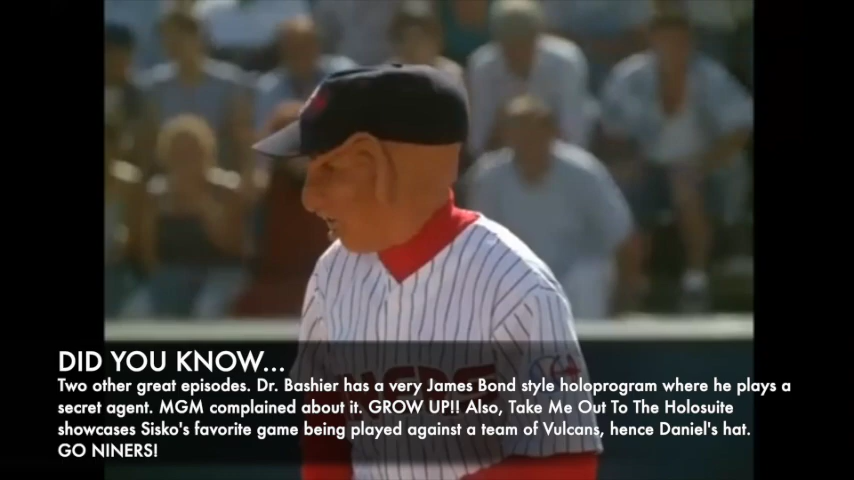 DID YOU KNOW...
Two other great episodes. Dr. Bashier has a very James Bond style holoprogram where he plays a
secret agent. MGM complained about it. GROW UP!! Also, Take Me Out To The Holosuite
showcases Sisko's favorite game being played against a team of Vulcans, hence Daniel's hat.
GO NINERS!